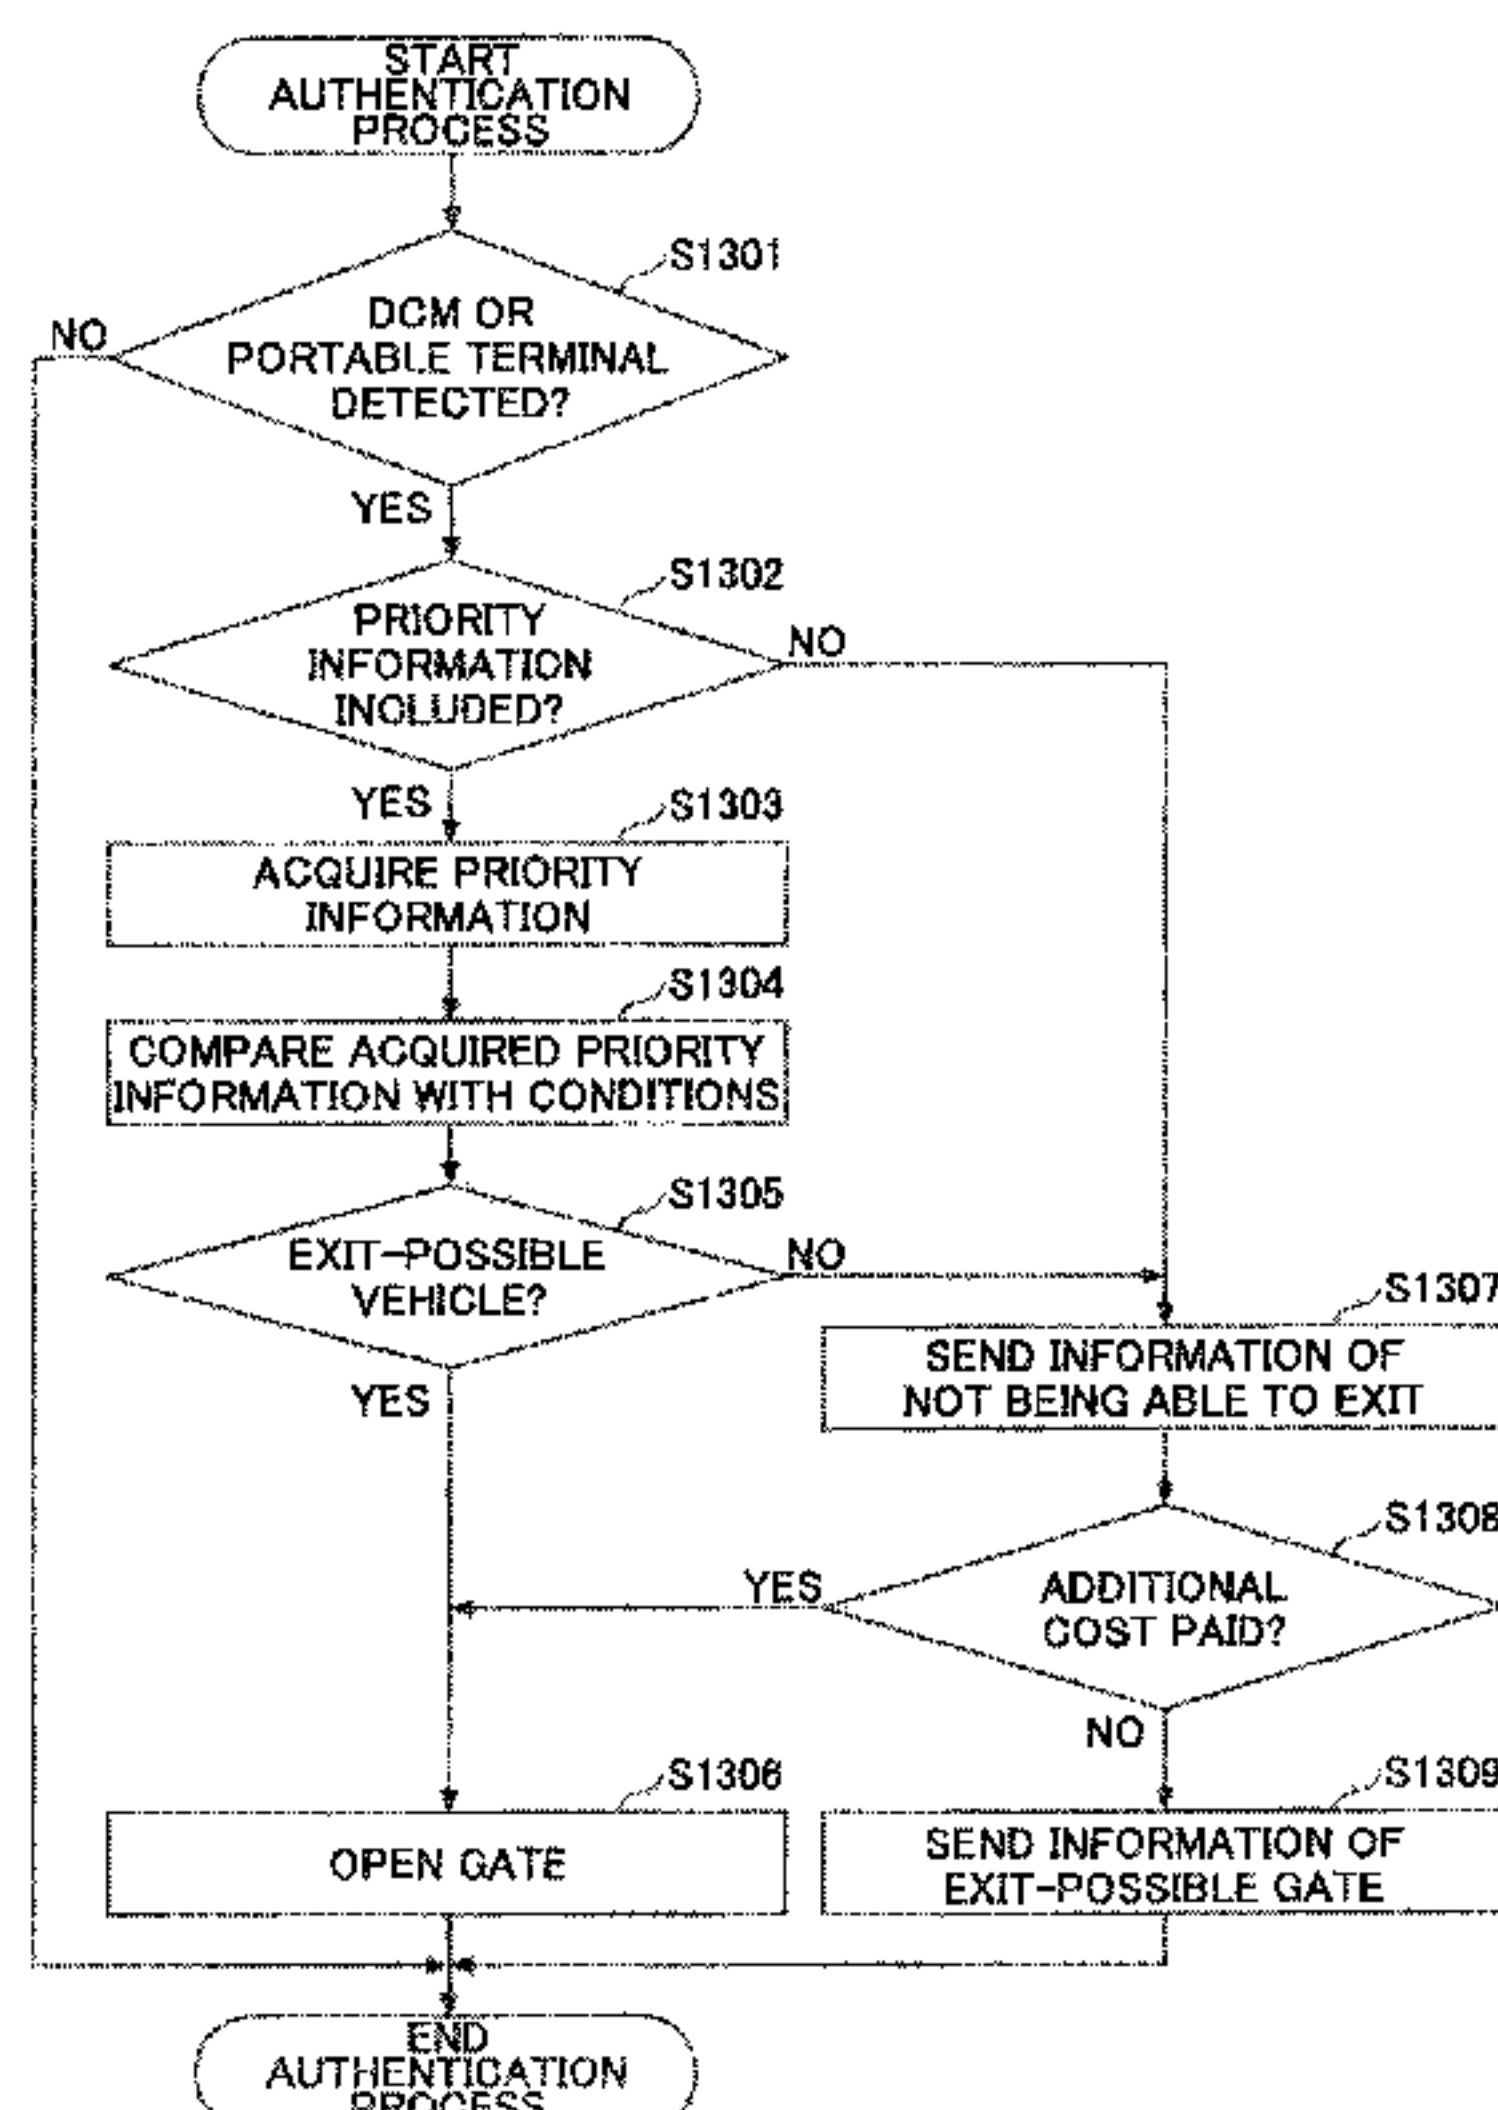 START
AUTHENTICATION
PROCESS
S1301
DCM OR
PORTABLE TERMINAL
DETECTED?
NO
YES
S1302
PRIORITY
INFORMATION
INCLUDED?
NO
YES
S1303
ACQUIRE PRIORITY
INFORMATION
S1304
COMPARE ACQUIRED PRIORITY
INFORMATION WITH CONDITIONS
S1305
EXIT-POSSIBLE
VEHICLE?
NO
YES
S1307
SEND INFORMATION OF
NOT BEING ABLE TO EXIT
S1308
ADDITIONAL
COST PAID?
YES
NO
S1306
OPEN GATE
S1309
SEND INFORMATION OF
EXIT-POSSIBLE GATE
END
AUTHENTICATION
PROCESS